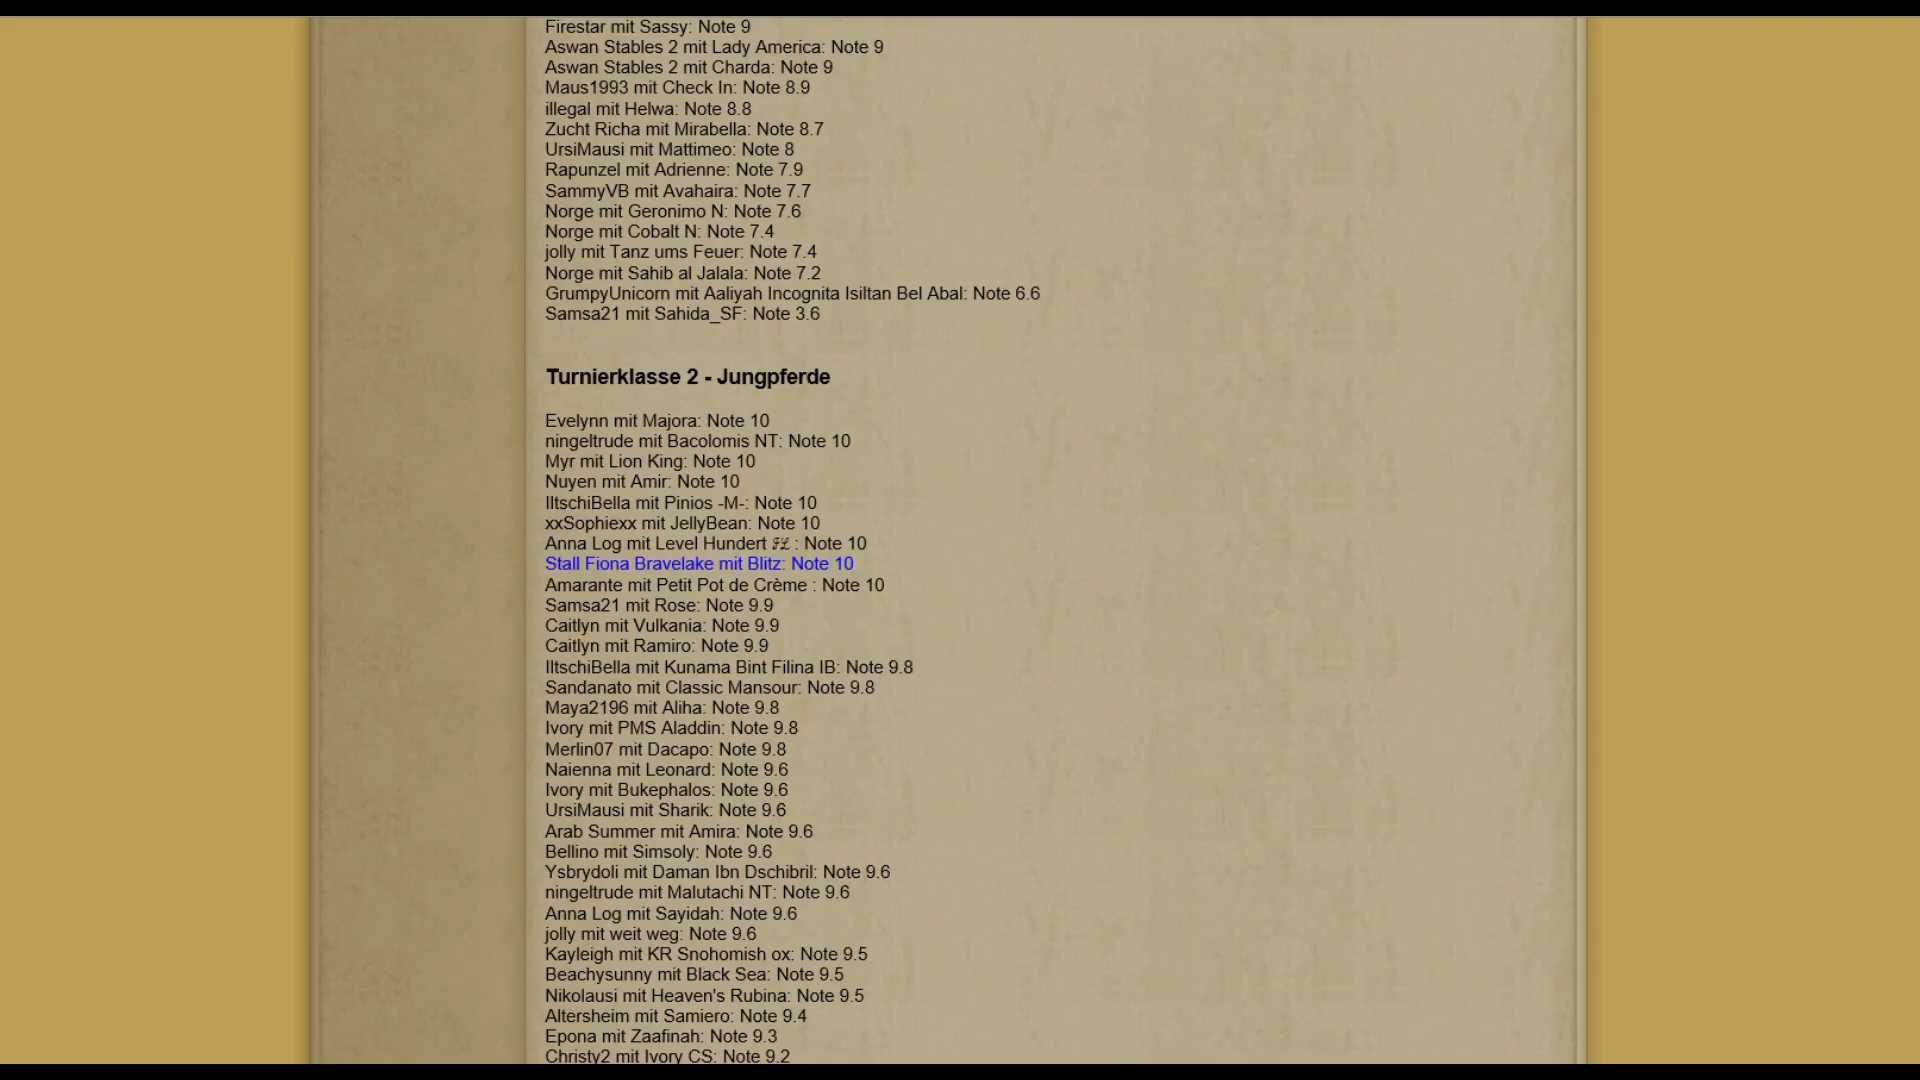 Firestar mit Sassy: Note 9
Aswan Stables 2 mit Lady America: Note 9
Aswan Stables 2 mit Charda: Note 9
Maus1993 mit Check In: Note 8.9
illegal mit Helwa: Note 8.8
Zucht Richa mit Mirabella: Note 8.7
UrsiMausi mit Mattimeo: Note 8
Rapunzel mit Adrienne: Note 7.9
SammyVB mit Avahaira: Note 7.7
Norge mit Geronimo N: Note 7.6
Norge mit Cobalt N: Note 7.4
jolly mit Tanz ums Feuer: Note 7.4
Norge mit Sahib al Jalala: Note 7.2
GrumpyUnicorn mit Aaliyah Incognita Isiltan Bel Abal: Note 6.6
Samsa21 mit Sahida_SF: Note 3.6
Turnierklasse 2 - Jungpferde
Evelynn mit Majora: Note 10
ningeltrude mit Bacolomis NT: Note 10
Myr mit Lion King: Note 10
Nuyen mit Amir: Note 10
IltschiBella mit Pinios -M-: Note 10
xxSophiexx mit JellyBean: Note 10
Anna Log mit Level Hundert : Note 10
Stall Fiona Bravelake mit Blitz: Note 10
Amarante mit Petit Pot de Crème : Note 10
Samsa21 mit Rose: Note 9.9
Caitlyn mit Vulkania: Note 9.9
Caitlyn mit Ramiro: Note 9.9
IltschiBella mit Kunama Bint Filina IB: Note 9.8
Sandanato mit Classic Mansour: Note 9.8
Maya2196 mit Aliha: Note 9.8
Ivory mit PMS Aladdin: Note 9.8
Merlin07 mit Dacapo: Note 9.8
Naienna mit Leonard: Note 9.6
Ivory mit Bukephalos: Note 9.6
UrsiMausi mit Sharik: Note 9.6
Arab Summer mit Amira: Note 9.6
Bellino mit Simsoly: Note 9.6
Ysbrydoli mit Daman Ibn Dschibril: Note 9.6
ningeltrude mit Malutachi NT: Note 9.6
Anna Log mit Sayidah: Note 9.6
jolly mit weit weg: Note 9.6
Kayleigh mit KR Snohomish ox: Note 9.5
Beachysunny mit Black Sea: Note 9.5
Nikolausi mit Heaven's Rubina: Note 9.5
Altersheim mit Samiero: Note 9.4
Epona mit Zaafinah: Note 9.3
Christy2 mit Ivory CS: Note 9.2